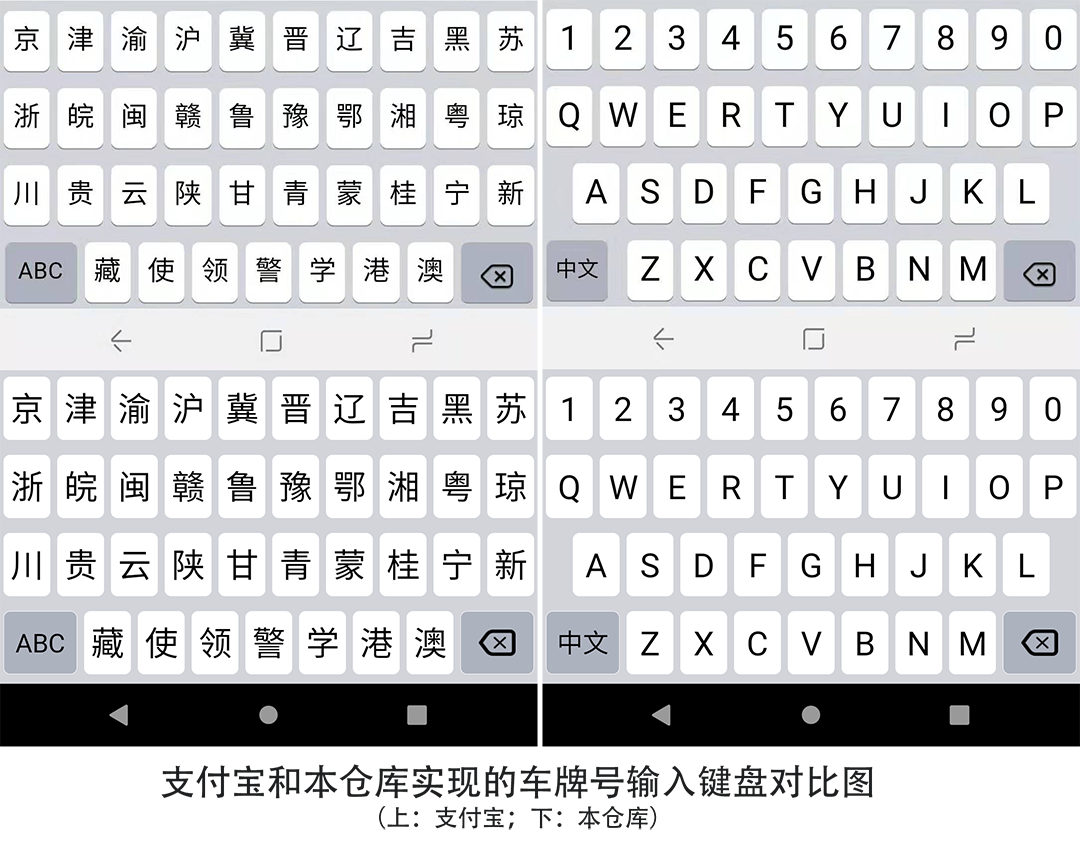 京 津 渝 沪 冀 晋 辽 吉 黑 苏
浙 皖 闽 赣 鲁 豫 鄂 湘 粤 琼
川 贵 云 陕 甘 青 蒙 桂 宁 新
ABC 藏 使 领 警 学 港 澳
1 2 3 4 5 6 7 8 9 0
Q W E R T Y U I O P
A S D F G H J K L
中文 Z X C V B N M
京 津 渝 沪 冀 晋 辽 吉 黑 苏
浙 皖 闽 赣 鲁 豫 鄂 湘 粤 琼
川 贵 云 陕 甘 青 蒙 桂 宁 新
ABC 藏 使 领 警 学 港 澳
1 2 3 4 5 6 7 8 9 0
Q W E R T Y U I O P
A S D F G H J K L
中文 Z X C V B N M
支付宝和本仓库实现的车牌号输入键盘对比图
（上：支付宝；下：本仓库）